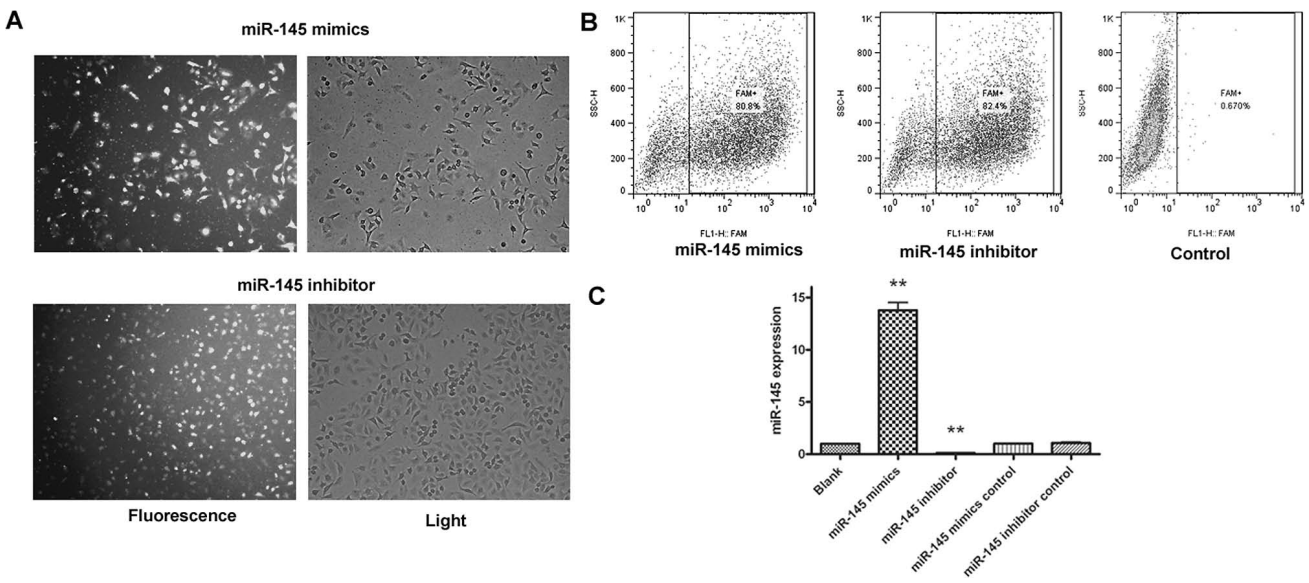 A
miR-145 mimics
miR-145 inhibitor
Fluorescence
Light
B
1K
800
600
400
200
0
SSC-H
FAM+
80.8%
10^0 10^1 10^2 10^3 10^4
FL1-H:: FAM
miR-145 mimics
1K
800
600
400
200
0
SSC-H
FAM+
82.4%
10^0 10^1 10^2 10^3 10^4
FL1-H:: FAM
miR-145 inhibitor
1K
800
600
400
200
0
SSC-H
FAM+
0.670%
10^0 10^1 10^2 10^3 10^4
FL1-H:: FAM
Control
C
miR-145 expression
15
10
5
0
**
**
Blank
miR-145 mimics
miR-145 inhibitor
miR-145 mimics control
miR-145 inhibitor control